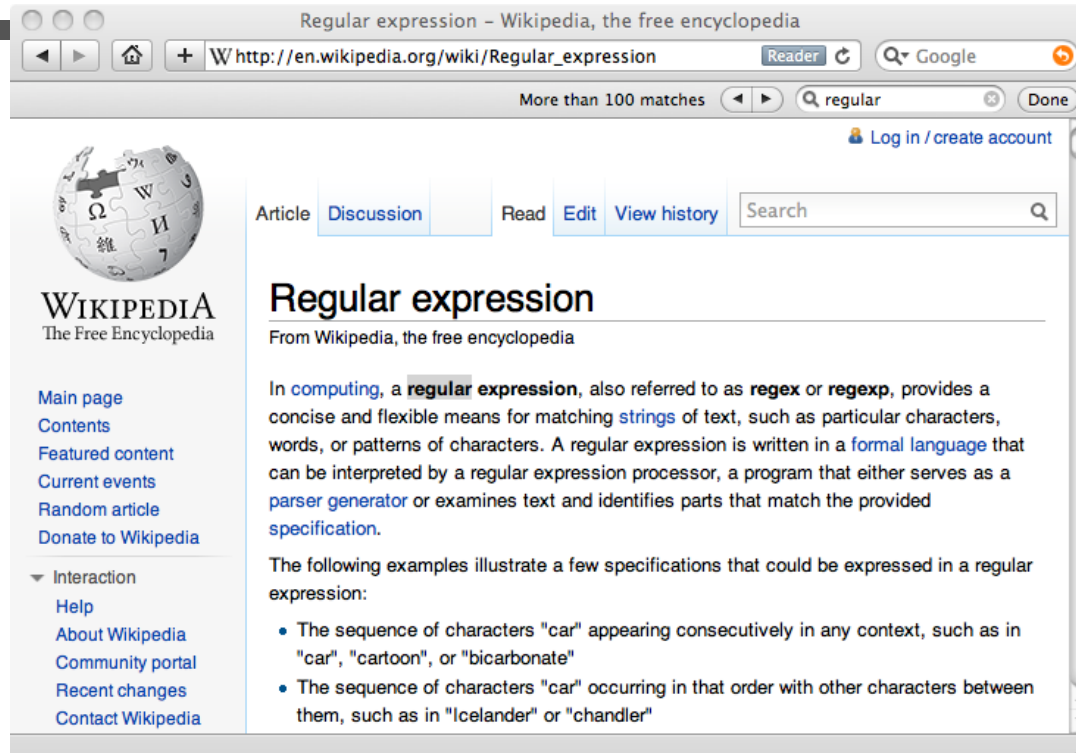 Regular expression – Wikipedia, the free encyclopedia
W http://en.wikipedia.org/wiki/Regular_expression Reader Google
More than 100 matches regular Done
Log in / create account
Article Discussion Read Edit View history Search
Ω W И 維 7
WIKIPEDIA
The Free Encyclopedia
Main page
Contents
Featured content
Current events
Random article
Donate to Wikipedia
Interaction
Help
About Wikipedia
Community portal
Recent changes
Contact Wikipedia
Regular expression
From Wikipedia, the free encyclopedia
In computing, a regular expression, also referred to as regex or regexp, provides a
concise and flexible means for matching strings of text, such as particular characters,
words, or patterns of characters. A regular expression is written in a formal language that
can be interpreted by a regular expression processor, a program that either serves as a
parser generator or examines text and identifies parts that match the provided
specification.
The following examples illustrate a few specifications that could be expressed in a regular
expression:
• The sequence of characters "car" appearing consecutively in any context, such as in
"car", "cartoon", or "bicarbonate"
• The sequence of characters "car" occurring in that order with other characters between
them, such as in "Icelander" or "chandler"